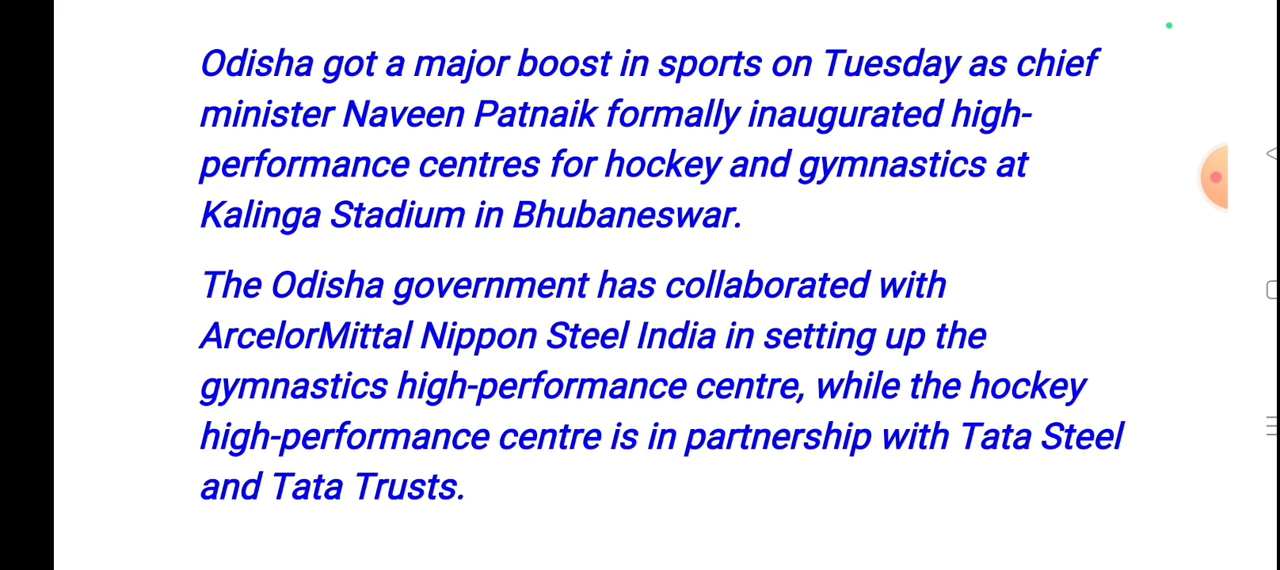 Odisha got a major boost in sports on Tuesday as chief
minister Naveen Patnaik formally inaugurated high-
performance centres for hockey and gymnastics at
Kalinga Stadium in Bhubaneswar.
The Odisha government has collaborated with
ArcelorMittal Nippon Steel India in setting up the
gymnastics high-performance centre, while the hockey
high-performance centre is in partnership with Tata Steel
and Tata Trusts.